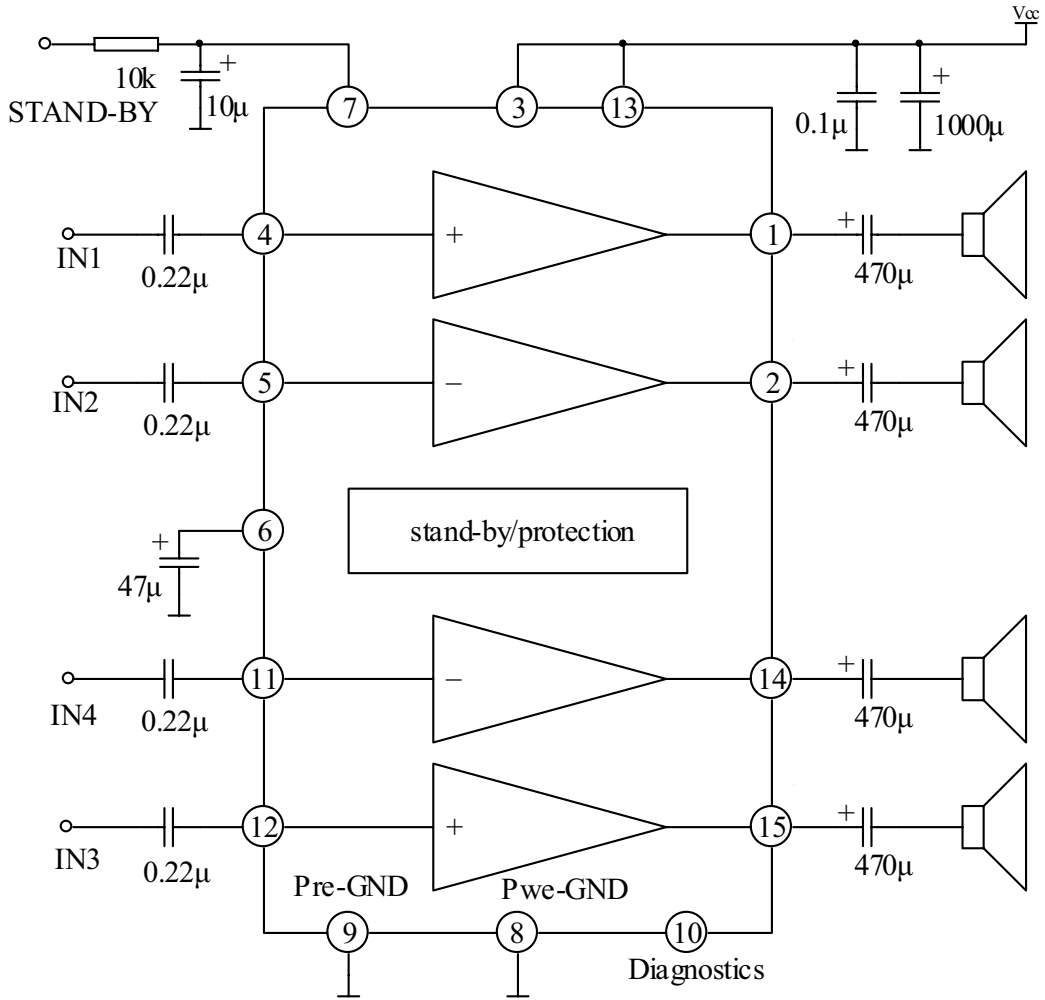 Vcc
10k
STAND-BY
10μ
7
3
13
0.1μ
1000μ
IN1
0.22μ
4
+
1
+
470μ
IN2
0.22μ
5
−
2
+
470μ
+
47μ
6
stand-by/protection
IN4
0.22μ
11
−
14
+
470μ
IN3
0.22μ
12
+
15
+
470μ
Pre-GND
Pwe-GND
9
8
10
Diagnostics
+
+